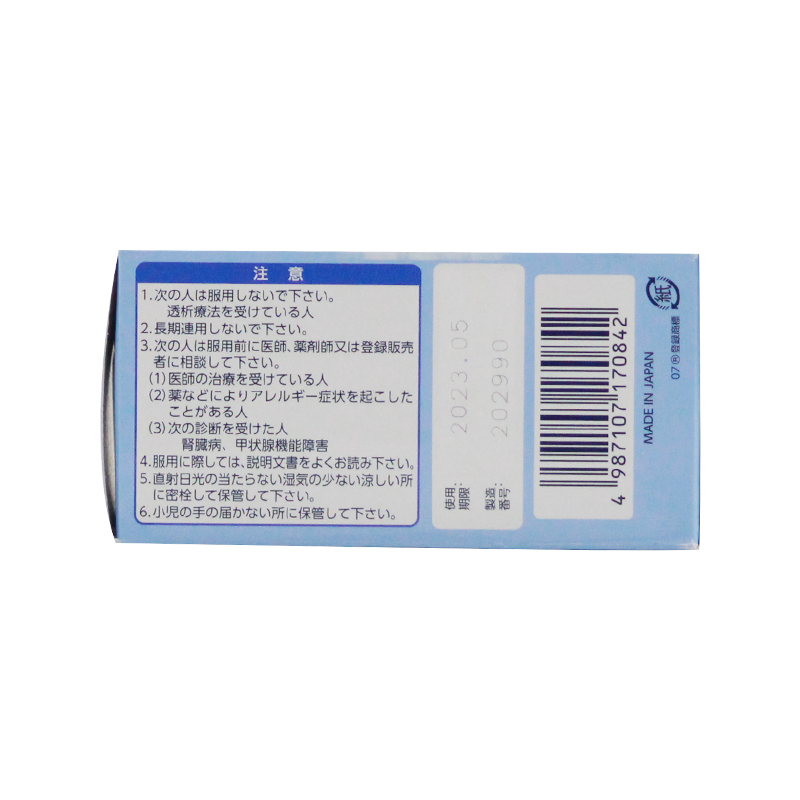 注 意
1.次の人は服用しないで下さい。
透析療法を受けている人
2.長期連用しないで下さい。
3.次の人は服用前に医師、薬剤師又は登録販売
者に相談して下さい。
(1)医師の治療を受けている人
(2)薬などによりアレルギー症状を起こした
ことがある人
(3)次の診断を受けた人
腎臓病、甲状腺機能障害
4.服用に際しては、説明文書をよくお読み下さい。
5.直射日光の当たらない湿気の少ない涼しい所
に密栓して保管して下さい。
6.小児の手の届かない所に保管して下さい。
使用
期限: 2023.05
製造
番号: 202990
4 987107 170842
MADE IN JAPAN
紙
07 ®登録商標